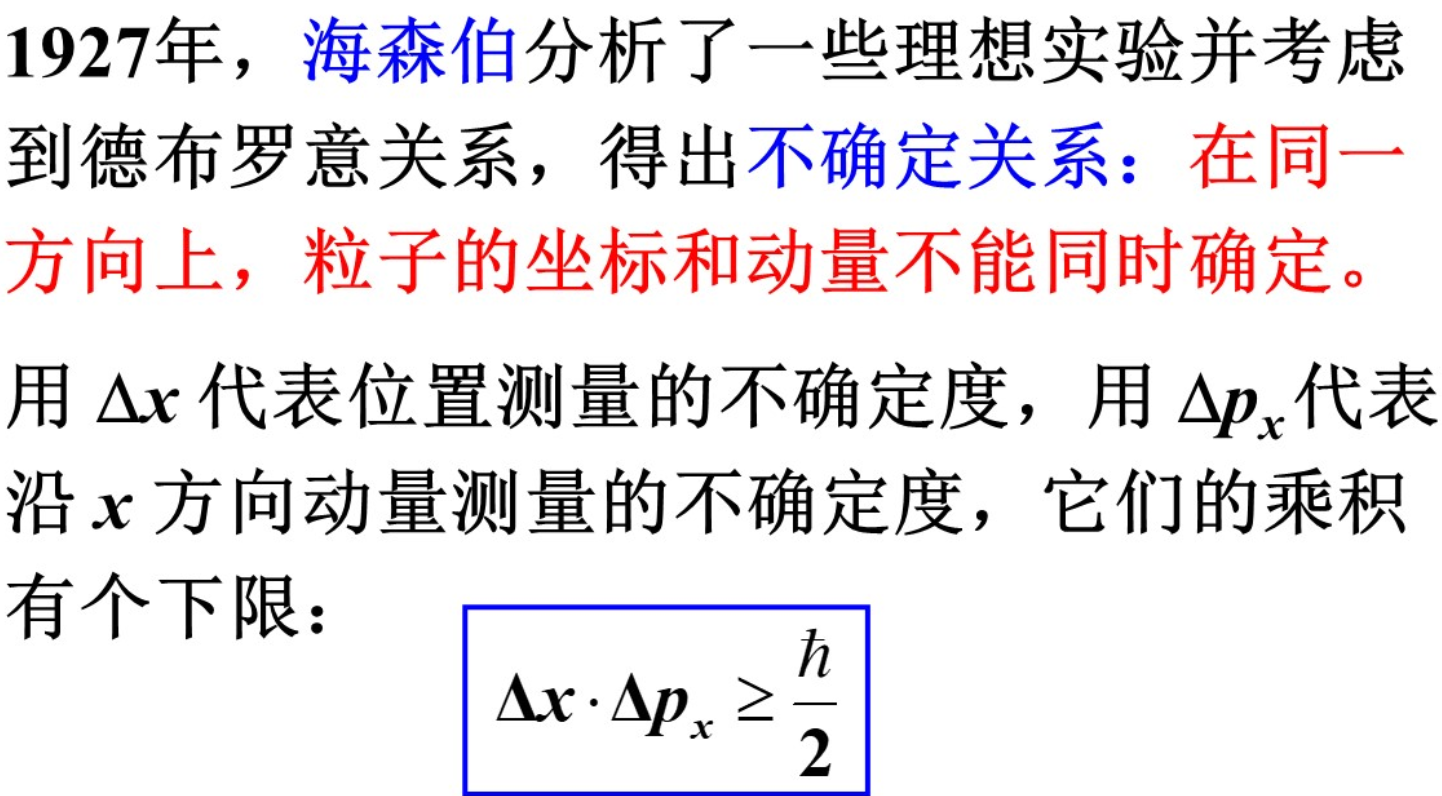 1927年，海森伯分析了一些理想实验并考虑
到德布罗意关系，得出不确定关系：在同一
方向上，粒子的坐标和动量不能同时确定。
用 Δx 代表位置测量的不确定度，用 Δpₓ代表
沿 x 方向动量测量的不确定度，它们的乘积
有个下限：
Δx·Δpₓ ≥ ħ/2